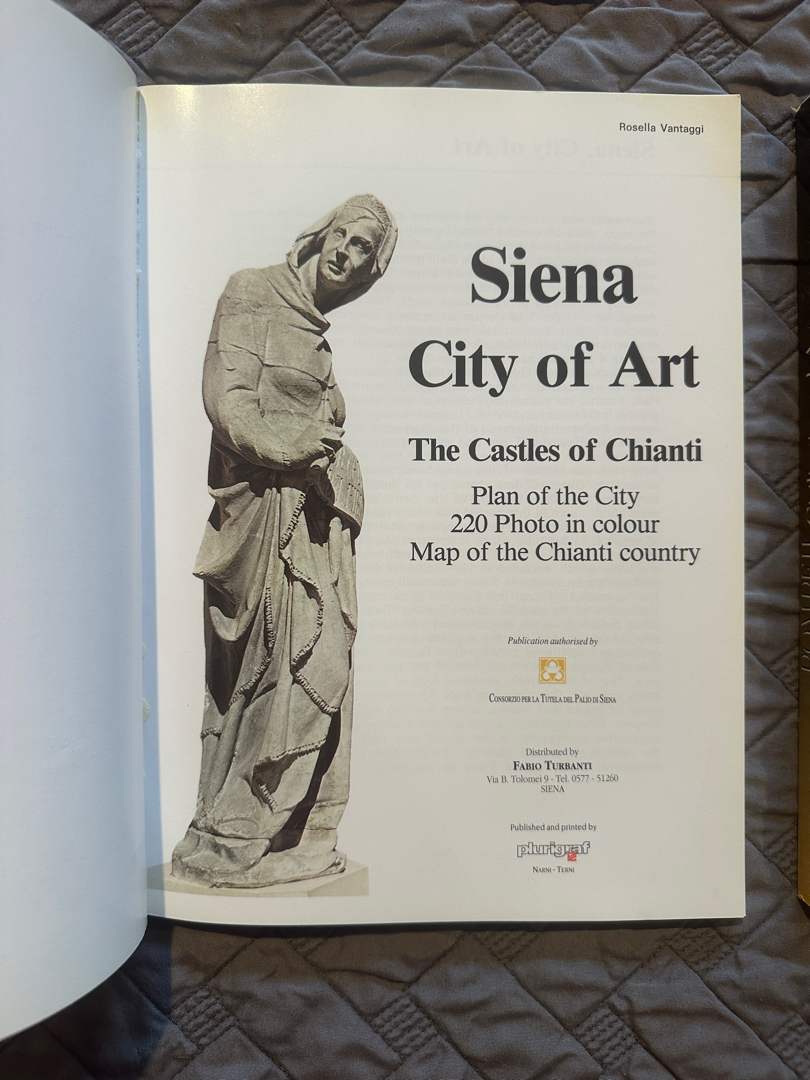 Rosella Vantaggi
Siena
City of Art
The Castles of Chianti
Plan of the City
220 Photo in colour
Map of the Chianti country
Publication authorised by
CONSORZIO PER LA TUTELA DEL PALIO DI SIENA
Distributed by
FABIO TURBANTI
Via B. Tolomei 9 - Tel. 0577 - 51260
SIENA
Published and printed by
plurigraf
NARNI - TERNI